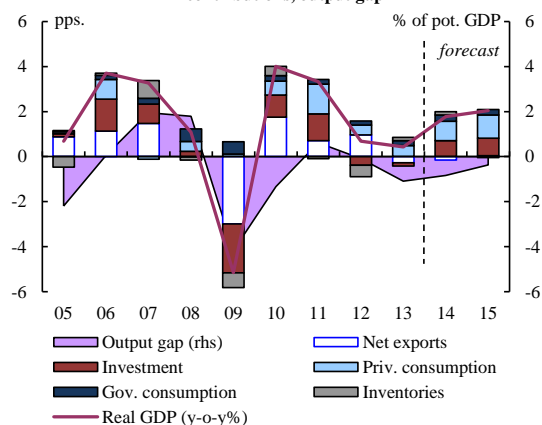 pps.
% of pot. GDP
6
6
forecast
4
4
2
2
0
0
-2
-2
-4
-4
-6
-6
05 06 07 08 09 10 11 12 13 14 15
Output gap (rhs) Net exports
Investment Priv. consumption
Gov. consumption Inventories
Real GDP (y-o-y%)